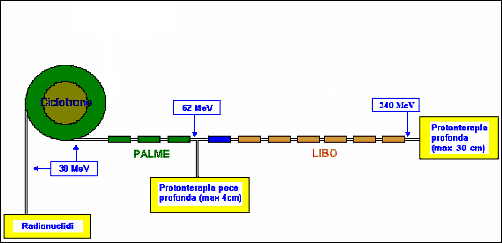 Ciclotrone
62 MeV
240 MeV
Protonterapia
profonda
(max 30 cm)
PALME
LIBO
30 MeV
Protonterapia poco
profonda (max 4cm)
Radionuclidi